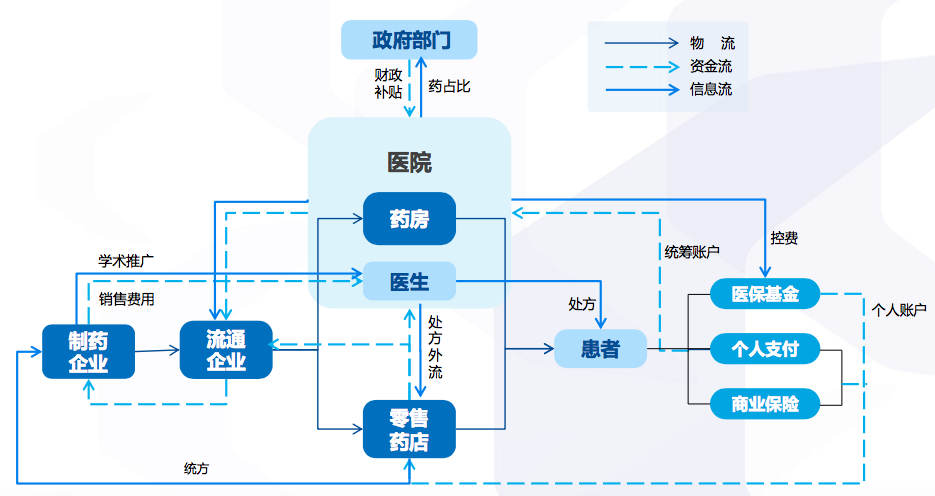 政府部门
物 流
资金流
信息流
财政
补贴
药占比
医院
药房
学术推广
医生
销售费用
统筹账户
控费
医保基金
个人账户
处方
处
方
外
流
制药
企业
流通
企业
患者
个人支付
商业保险
零售
药店
统方